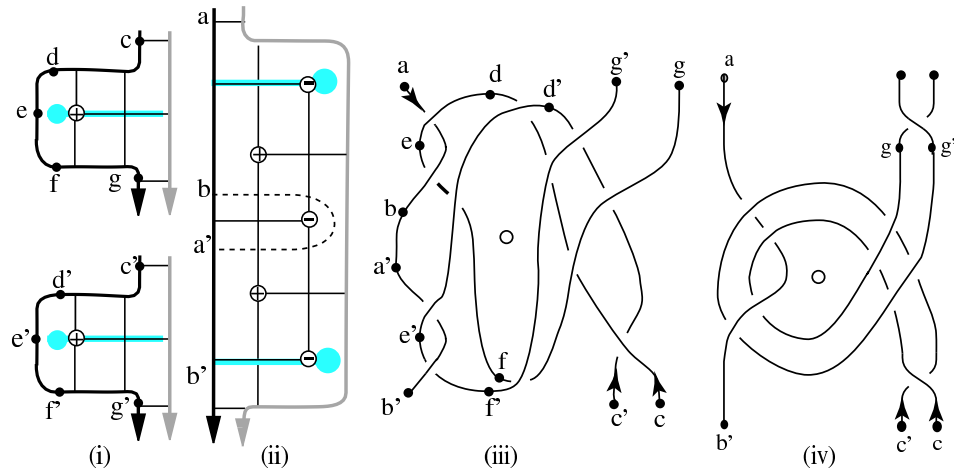 c
d
e
f
g
c'
d'
e'
f'
g'
(i)
a
b
a'
b'
(ii)
a
d
d'
g'
g
e
b
a'
e'
f
b'
f'
c'
c
(iii)
a
g
g'
b'
c'
c
(iv)